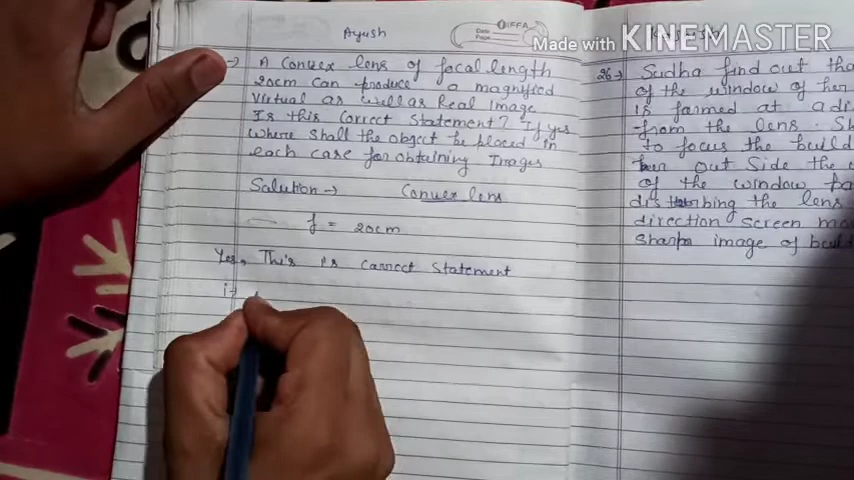 Ayush
DIFFA
Date
Page
Made with KINEMASTER
A Convex lens of focal length
20cm can produce a magnified
Virtual as well as Real Image
Is this correct Statement? If yes
where shall the object be placed in
each case for obtaining Images
Solution → Convex lens
f = 20cm
Yes, This is correct Statement
i→
26→ Sudha find out tha
of the window of her
is formed at a di
from the lens. Sh
to focus the build
out Side the
of the window
disturbing the lens
direction screen mo
sharp image of buil